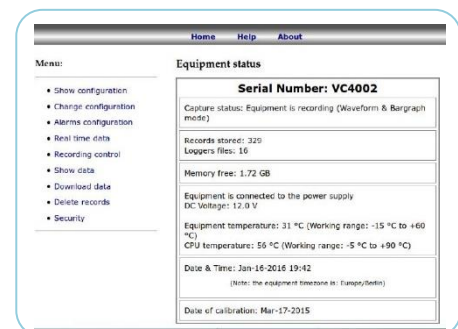 Home Help About
Menu:
• Show configuration
• Change configuration
• Alarms configuration
• Real time data
• Recording control
• Show data
• Download data
• Delete records
• Security
Equipment status
Serial Number: VC4002
Capture status: Equipment is recording (Waveform & Bargraph
mode)
Records stored: 329
Loggers files: 16
Memory free: 1.72 GB
Equipment is connected to the power supply
DC Voltage: 12.0 V
Equipment temperature: 31 °C (Working range: -15 °C to +60
°C)
CPU temperature: 56 °C (Working range: -5 °C to +90 °C)
Date & Time: Jan-16-2016 19:42
(Note: the equipment timezone is: Europe/Berlin)
Date of calibration: Mar-17-2015